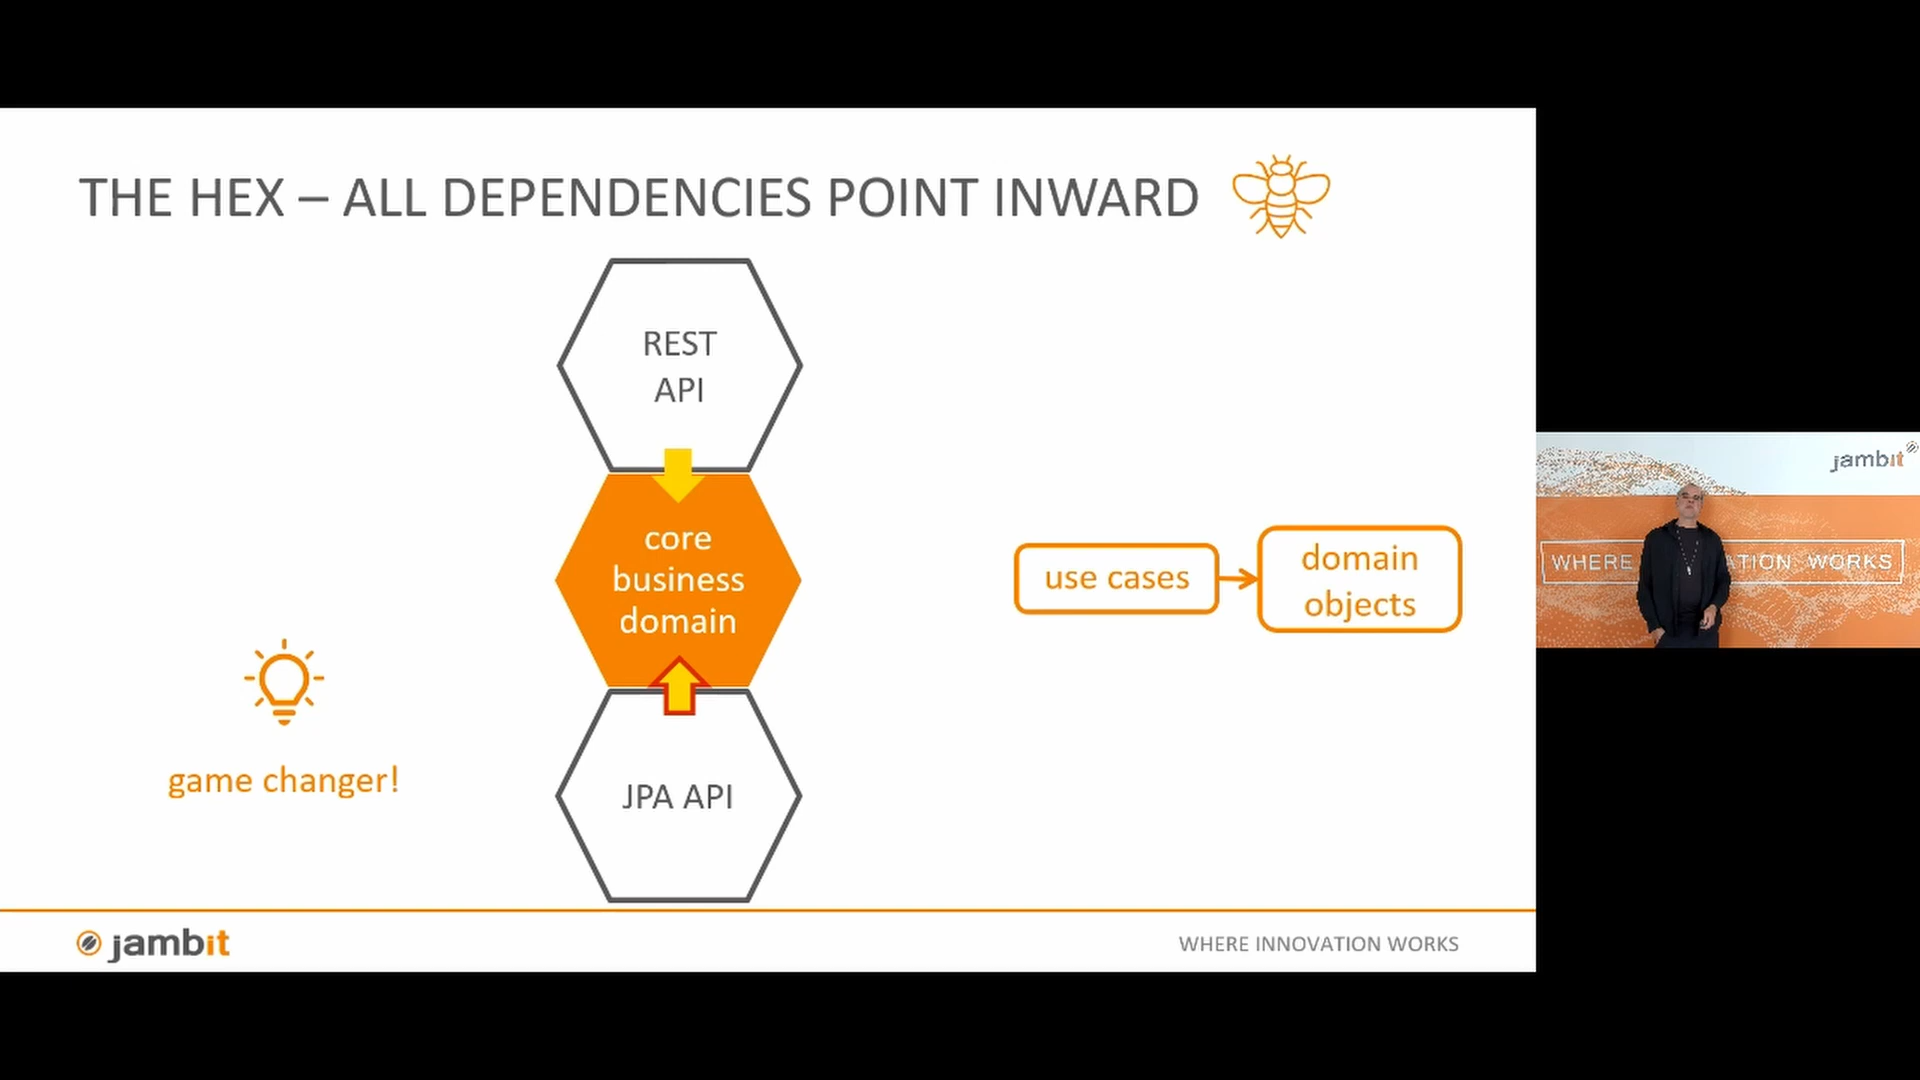 THE HEX – ALL DEPENDENCIES POINT INWARD
REST
API
core
business
domain
JPA API
game changer!
use cases
domain
objects
jambit
WHERE INNOVATION WORKS
jambit
WHERE ATION WORKS